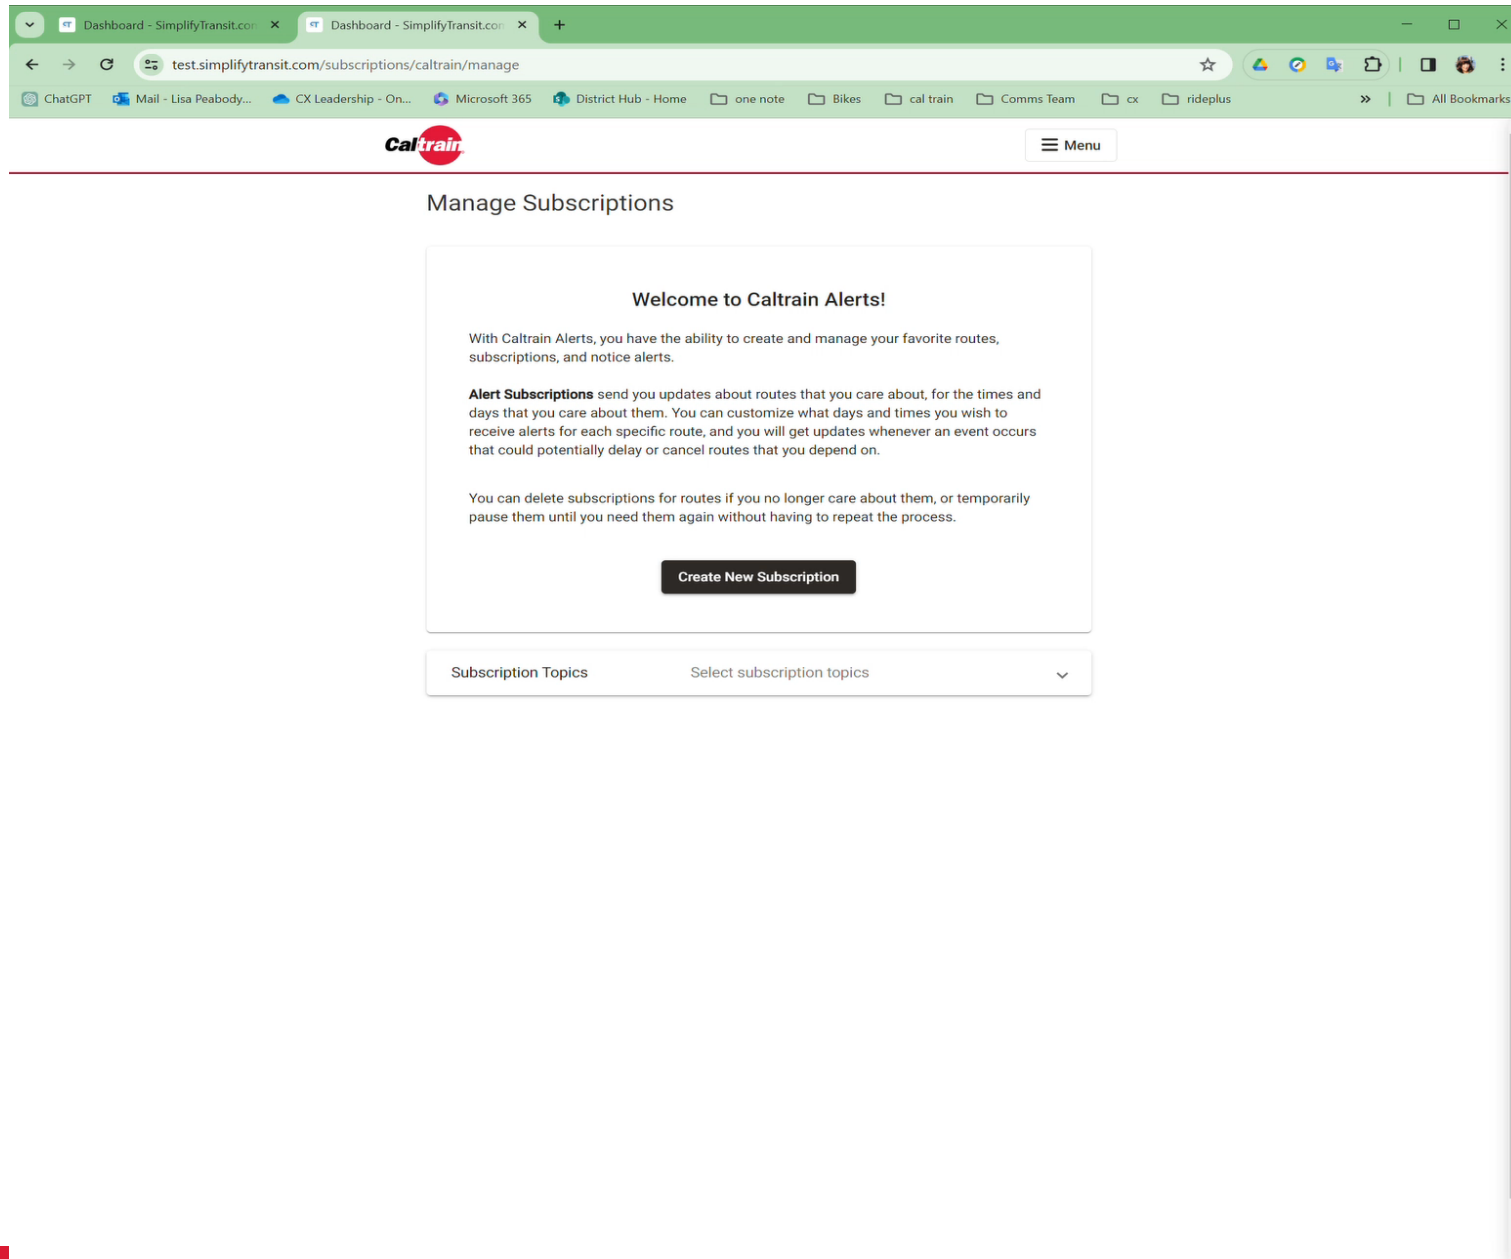 Dashboard - SimplifyTransit.con
Dashboard - SimplifyTransit.con
test.simplifytransit.com/subscriptions/caltrain/manage
ChatGPT Mail - Lisa Peabody... CX Leadership - On... Microsoft 365 District Hub - Home one note Bikes cal train Comms Team cx rideplus » All Bookmarks
Caltrain
Menu
Manage Subscriptions
Welcome to Caltrain Alerts!
With Caltrain Alerts, you have the ability to create and manage your favorite routes,
subscriptions, and notice alerts.
Alert Subscriptions send you updates about routes that you care about, for the times and
days that you care about them. You can customize what days and times you wish to
receive alerts for each specific route, and you will get updates whenever an event occurs
that could potentially delay or cancel routes that you depend on.
You can delete subscriptions for routes if you no longer care about them, or temporarily
pause them until you need them again without having to repeat the process.
Create New Subscription
Subscription Topics Select subscription topics